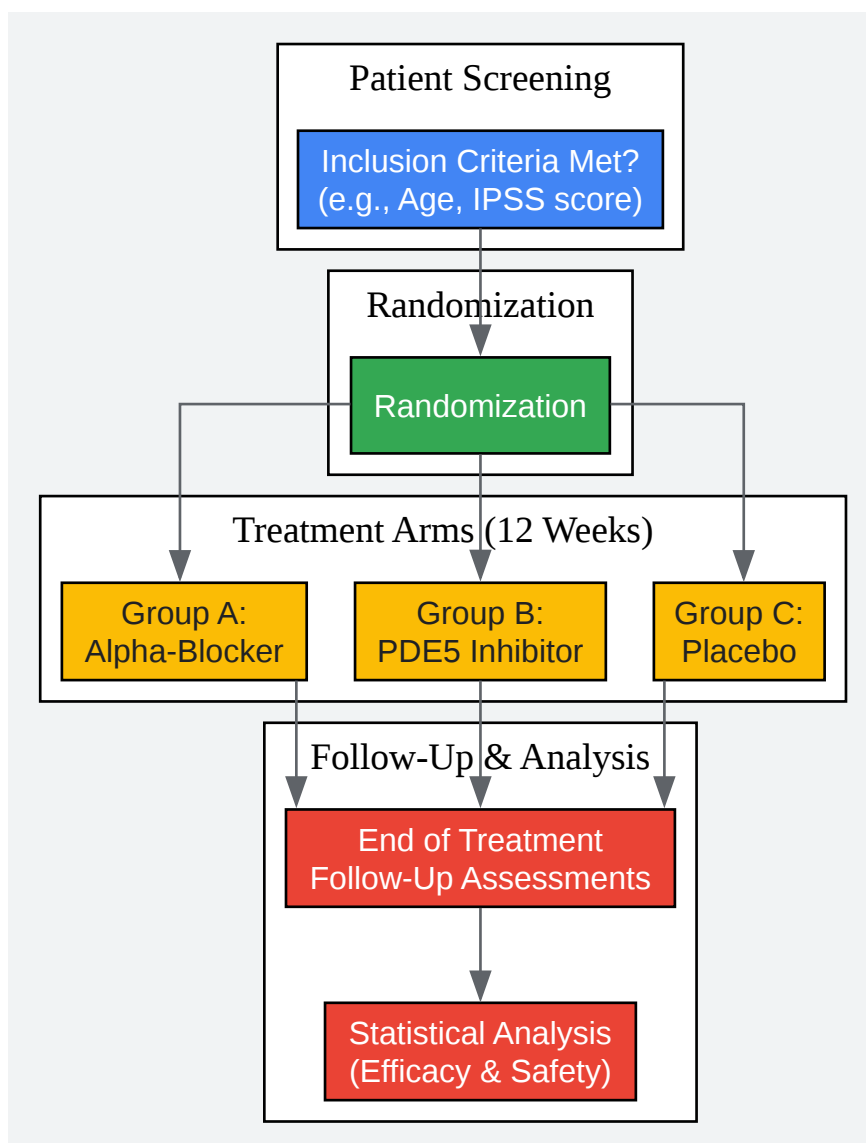 Patient Screening
Inclusion Criteria Met?
(e.g., Age, IPSS score)
Randomization
Randomization
Treatment Arms (12 Weeks)
Group A:
Alpha-Blocker
Group B:
PDE5 Inhibitor
Group C:
Placebo
Follow-Up & Analysis
End of Treatment
Follow-Up Assessments
Statistical Analysis
(Efficacy & Safety)